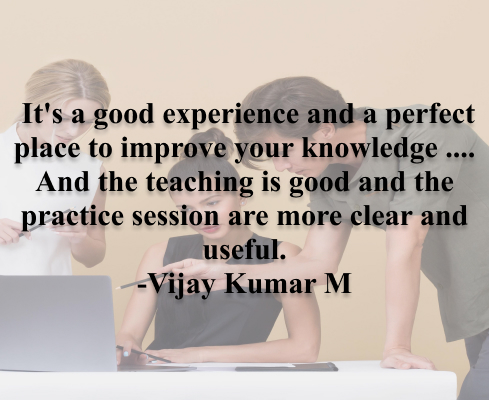 It's a good experience and a perfect
place to improve your knowledge ....
And the teaching is good and the
practice session are more clear and
useful.
-Vijay Kumar M